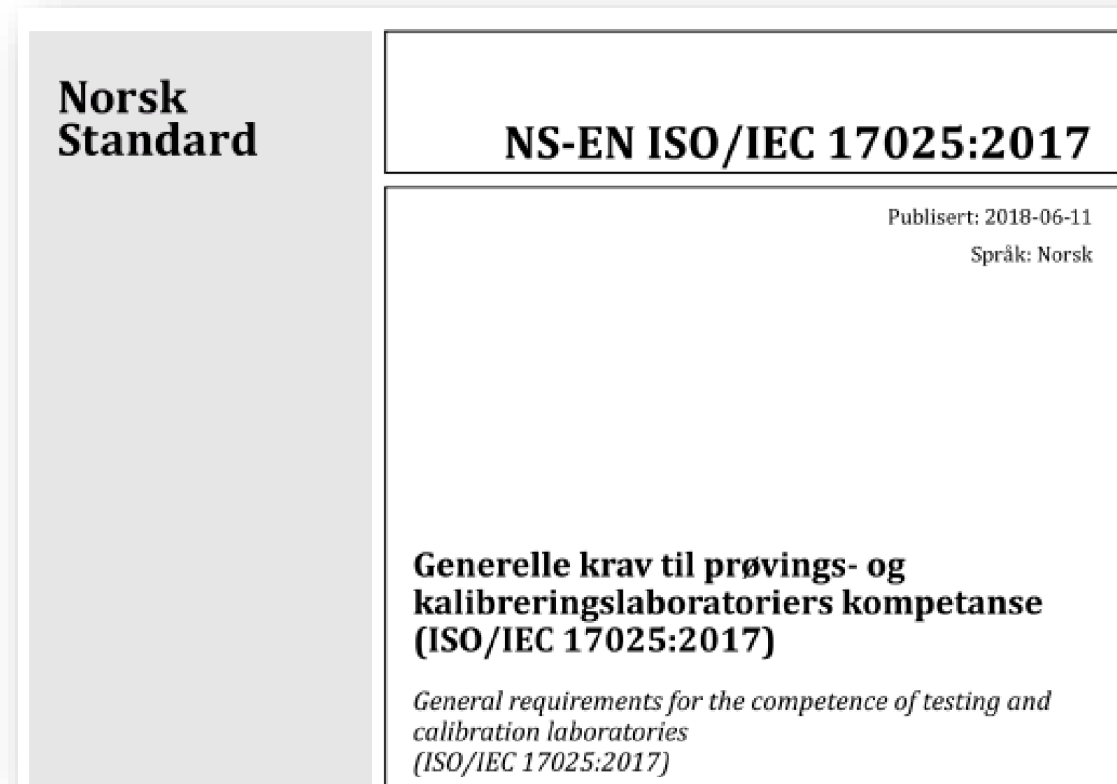 Norsk
Standard
NS-EN ISO/IEC 17025:2017
Publisert: 2018-06-11
Språk: Norsk
Generelle krav til prøvings- og
kalibreringslaboratoriers kompetanse
(ISO/IEC 17025:2017)
General requirements for the competence of testing and
calibration laboratories
(ISO/IEC 17025:2017)